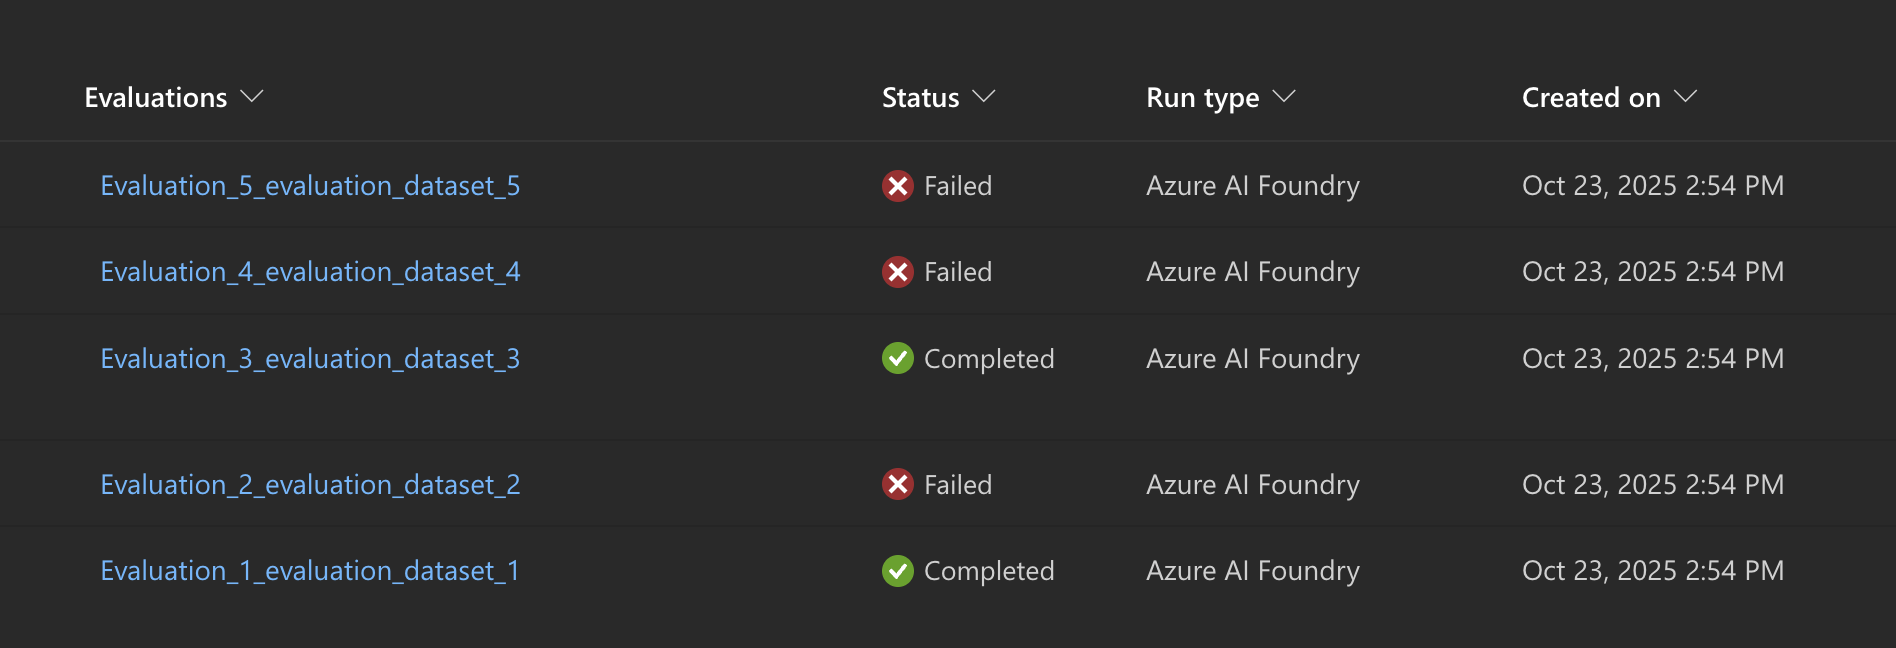 Evaluations Status Run type Created on
Evaluation_5_evaluation_dataset_5 Failed Azure AI Foundry Oct 23, 2025 2:54 PM
Evaluation_4_evaluation_dataset_4 Failed Azure AI Foundry Oct 23, 2025 2:54 PM
Evaluation_3_evaluation_dataset_3 Completed Azure AI Foundry Oct 23, 2025 2:54 PM
Evaluation_2_evaluation_dataset_2 Failed Azure AI Foundry Oct 23, 2025 2:54 PM
Evaluation_1_evaluation_dataset_1 Completed Azure AI Foundry Oct 23, 2025 2:54 PM